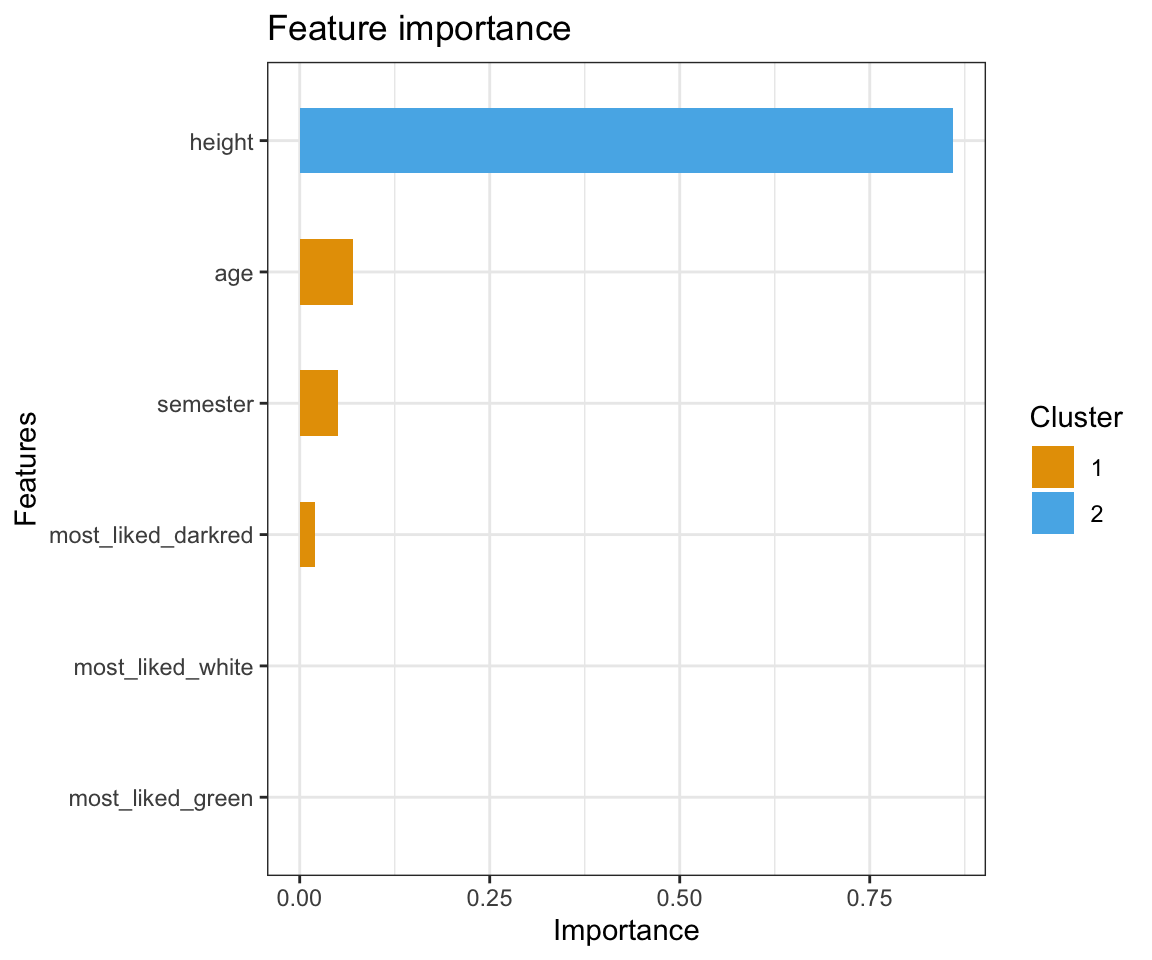 Feature importance
height
age
semester
most_liked_darkred
most_liked_white
most_liked_green
Features
0.00 0.25 0.50 0.75
Importance
Cluster
1
2